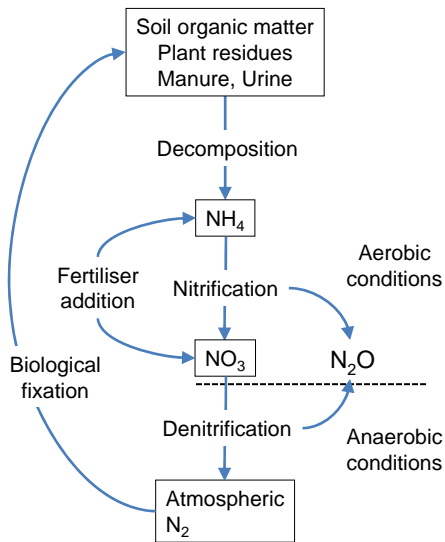 Soil organic matter
Plant residues
Manure, Urine
Decomposition
NH₄
Fertiliser
addition
Aerobic
conditions
Nitrification
Biological
fixation
NO₃
N₂O
Denitrification
Anaerobic
conditions
Atmospheric
N₂